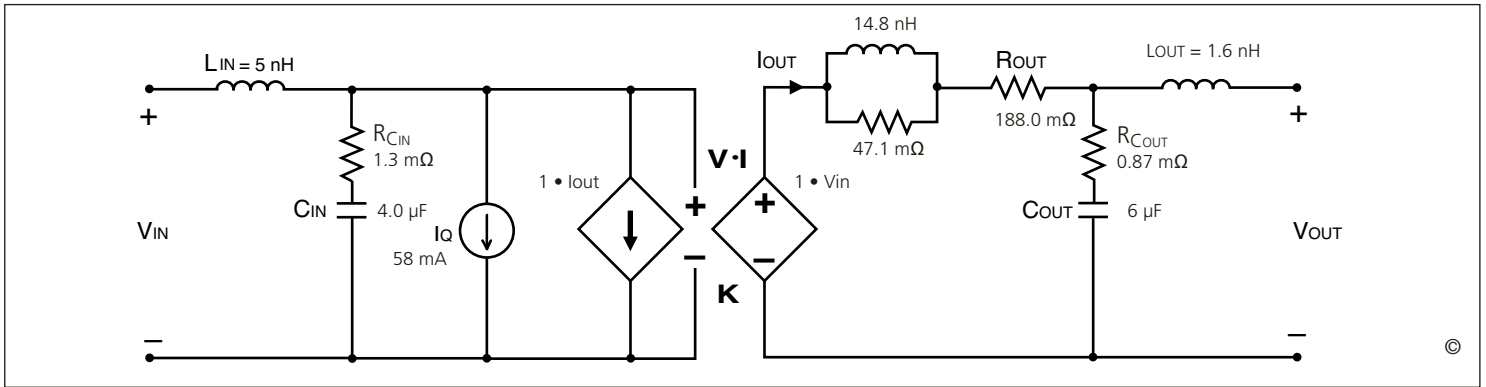 LIN = 5 nH
+
RCIN
1.3 mΩ
CIN
4.0 µF
VIN
IQ
58 mA
−
1 • Iout
V•I
+
−
K
1 • Vin
+
−
IOUT
14.8 nH
47.1 mΩ
ROUT
188.0 mΩ
LOUT = 1.6 nH
+
RCOUT
0.87 mΩ
COUT
6 µF
VOUT
−
©